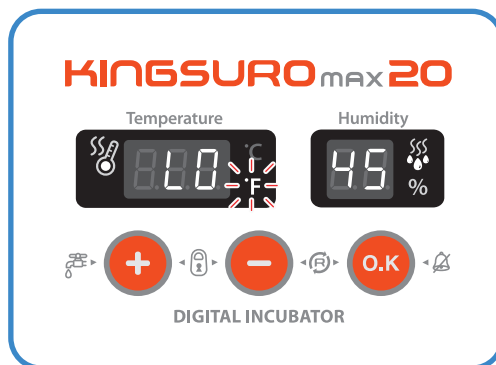 KINGSURO MAX 20
Temperature Humidity
LO °C °F 45 %
+ - O.K
DIGITAL INCUBATOR